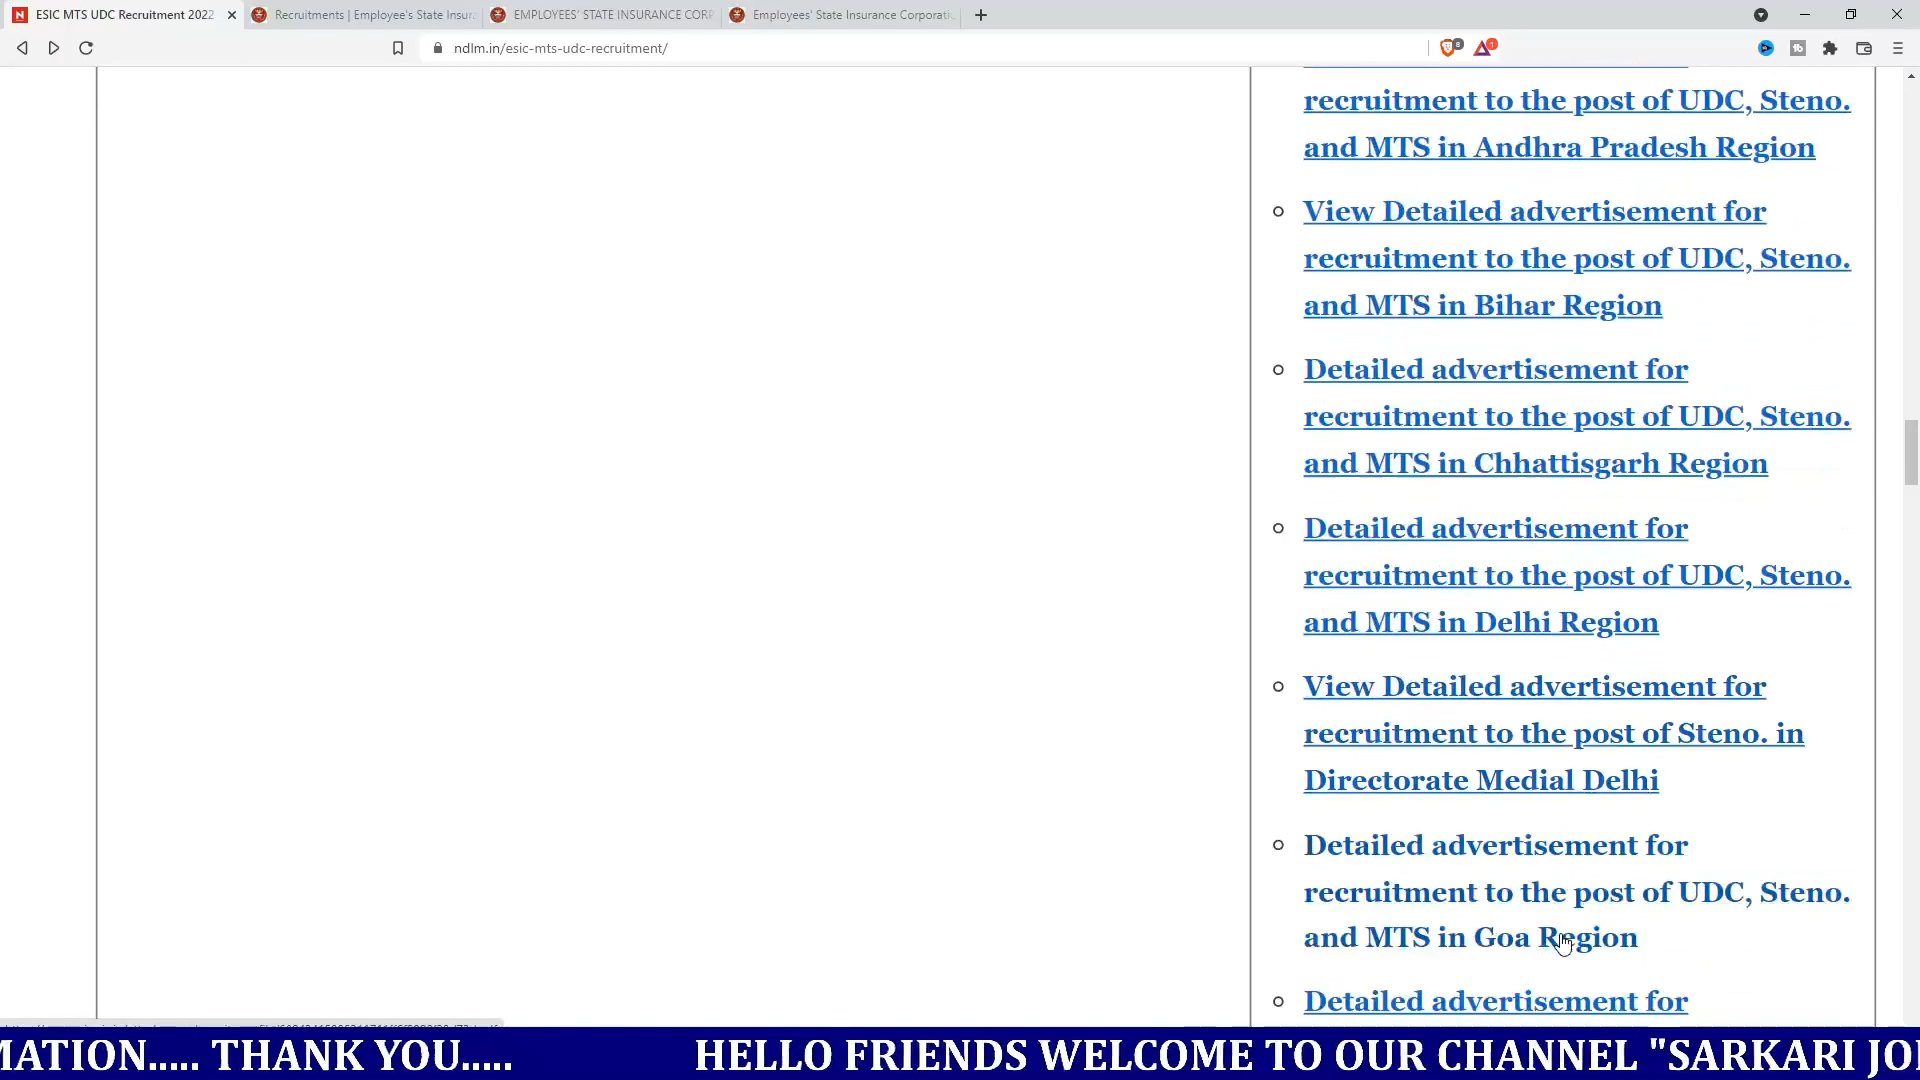 ESIC MTS UDC Recruitment 2022
Recruitments | Employee's State Insur
EMPLOYEES' STATE INSURANCE CORP
Employees' State Insurance Corporati
ndlm.in/esic-mts-udc-recruitment/
recruitment to the post of UDC, Steno.
and MTS in Andhra Pradesh Region
View Detailed advertisement for
recruitment to the post of UDC, Steno.
and MTS in Bihar Region
Detailed advertisement for
recruitment to the post of UDC, Steno.
and MTS in Chhattisgarh Region
Detailed advertisement for
recruitment to the post of UDC, Steno.
and MTS in Delhi Region
View Detailed advertisement for
recruitment to the post of Steno. in
Directorate Medial Delhi
Detailed advertisement for
recruitment to the post of UDC, Steno.
and MTS in Goa Region
Detailed advertisement for
MATION..... THANK YOU..... HELLO FRIENDS WELCOME TO OUR CHANNEL "SARKARI JO